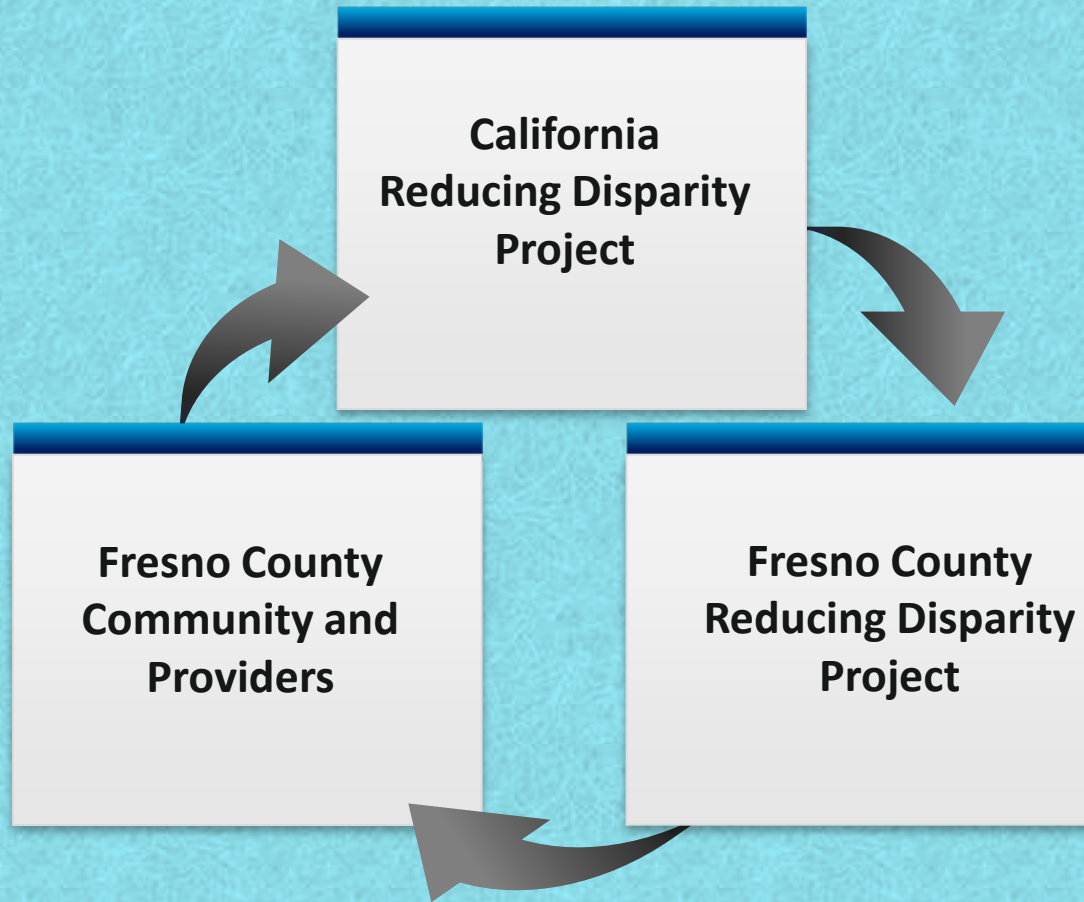 California
Reducing Disparity
Project
Fresno County
Community and
Providers
Fresno County
Reducing Disparity
Project